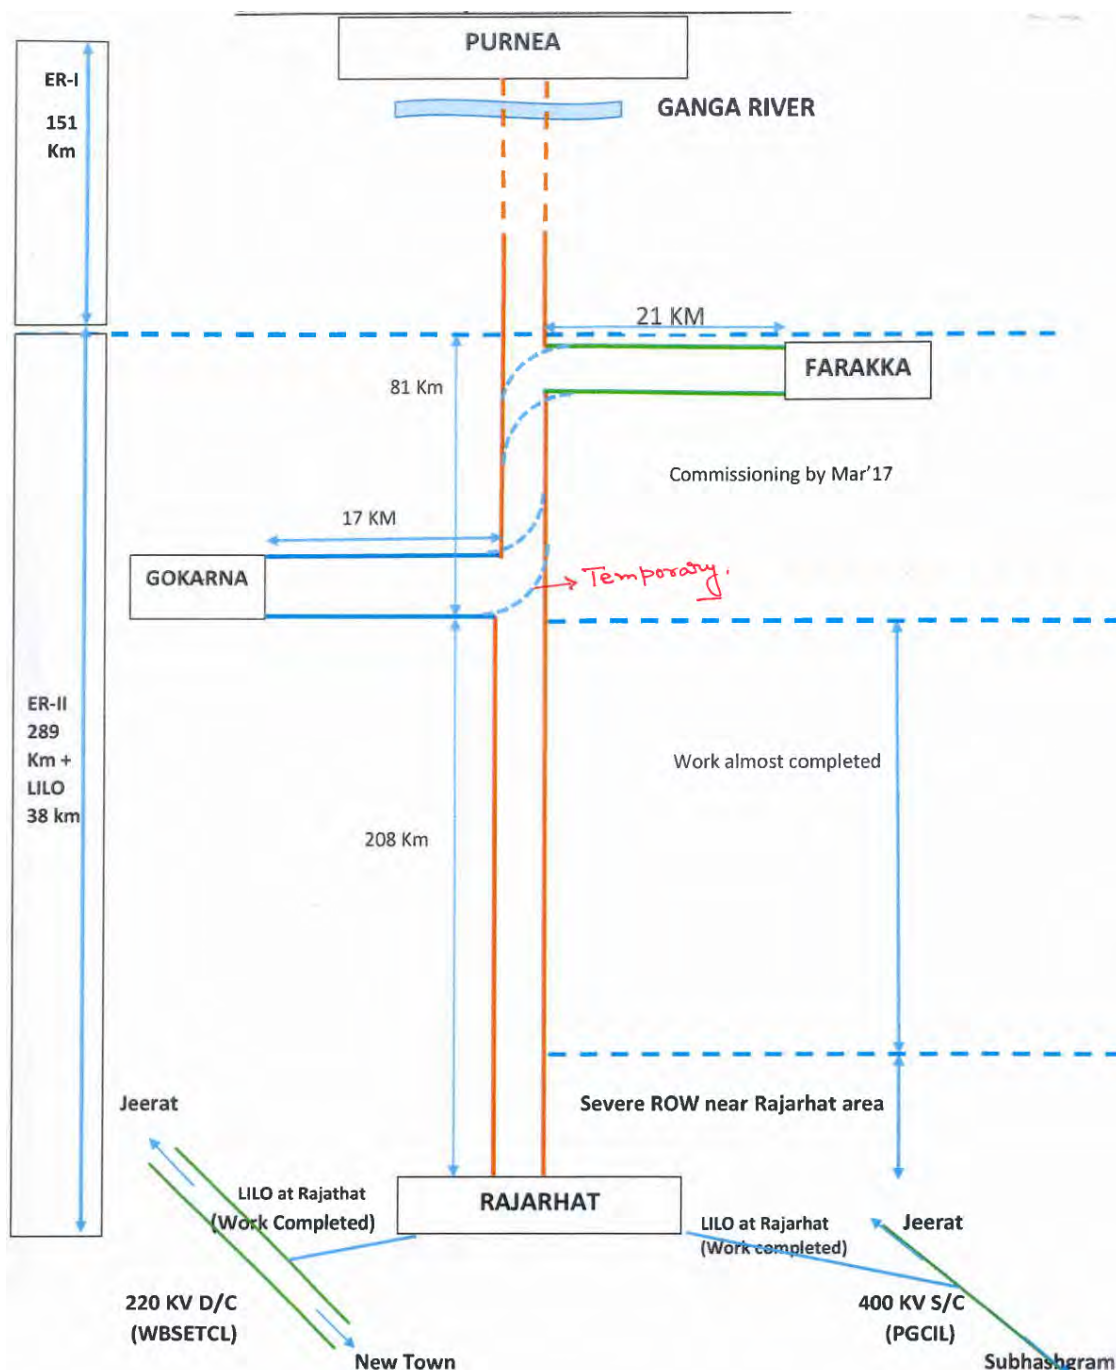 PURNEA
ER-I
151
Km
GANGA RIVER
21 KM
FARAKKA
81 Km
Commissioning by Mar'17
17 KM
GOKARNA
Temporary.
ER-II
289
Km +
LILO
38 km
Work almost completed
208 Km
Jeerat
Severe ROW near Rajarhat area
LILO at Rajathat
(Work Completed)
RAJARHAT
LILO at Rajarhat
(Work completed)
Jeerat
220 KV D/C
(WBSETCL)
400 KV S/C
(PGCIL)
New Town
Subhashgram